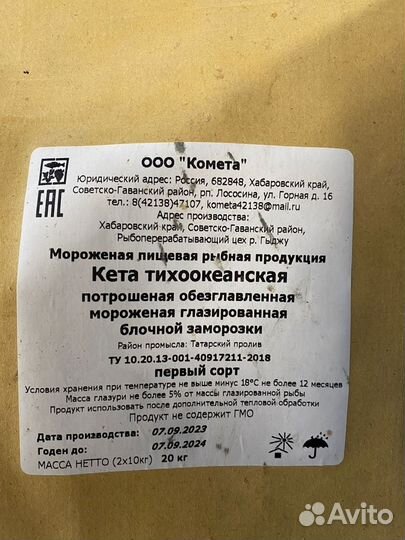 ООО "Комета"
Юридический адрес: Россия, 682848, Хабаровский край,
Советско-Гаванский район, рп. Лососина, ул. Горная д. 16
тел.: 8(42138)47107, kometa42138@mail.ru
EAC
Адрес производства:
Хабаровский край, Советско-Гаванский район,
Рыбоперерабатывающий цех р. Гыджу
Мороженая пищевая рыбная продукция
Кета тихоокеанская
потрошеная обезглавленная
мороженая глазированная
блочной заморозки
Район промысла: Татарский пролив
ТУ 10.20.13-001-40917211-2018
первый сорт
Условия хранения при температуре не выше минус 18°С не более 12 месяцев
Масса глазури не более 5% от массы глазированной рыбы
Продукт использовать после дополнительной тепловой обработки
Продукт не содержит ГМО
Дата производства: 07.09.2023
Годен до: 07.09.2024
МАССА НЕТТО (2х10кг) 20 кг
Avito